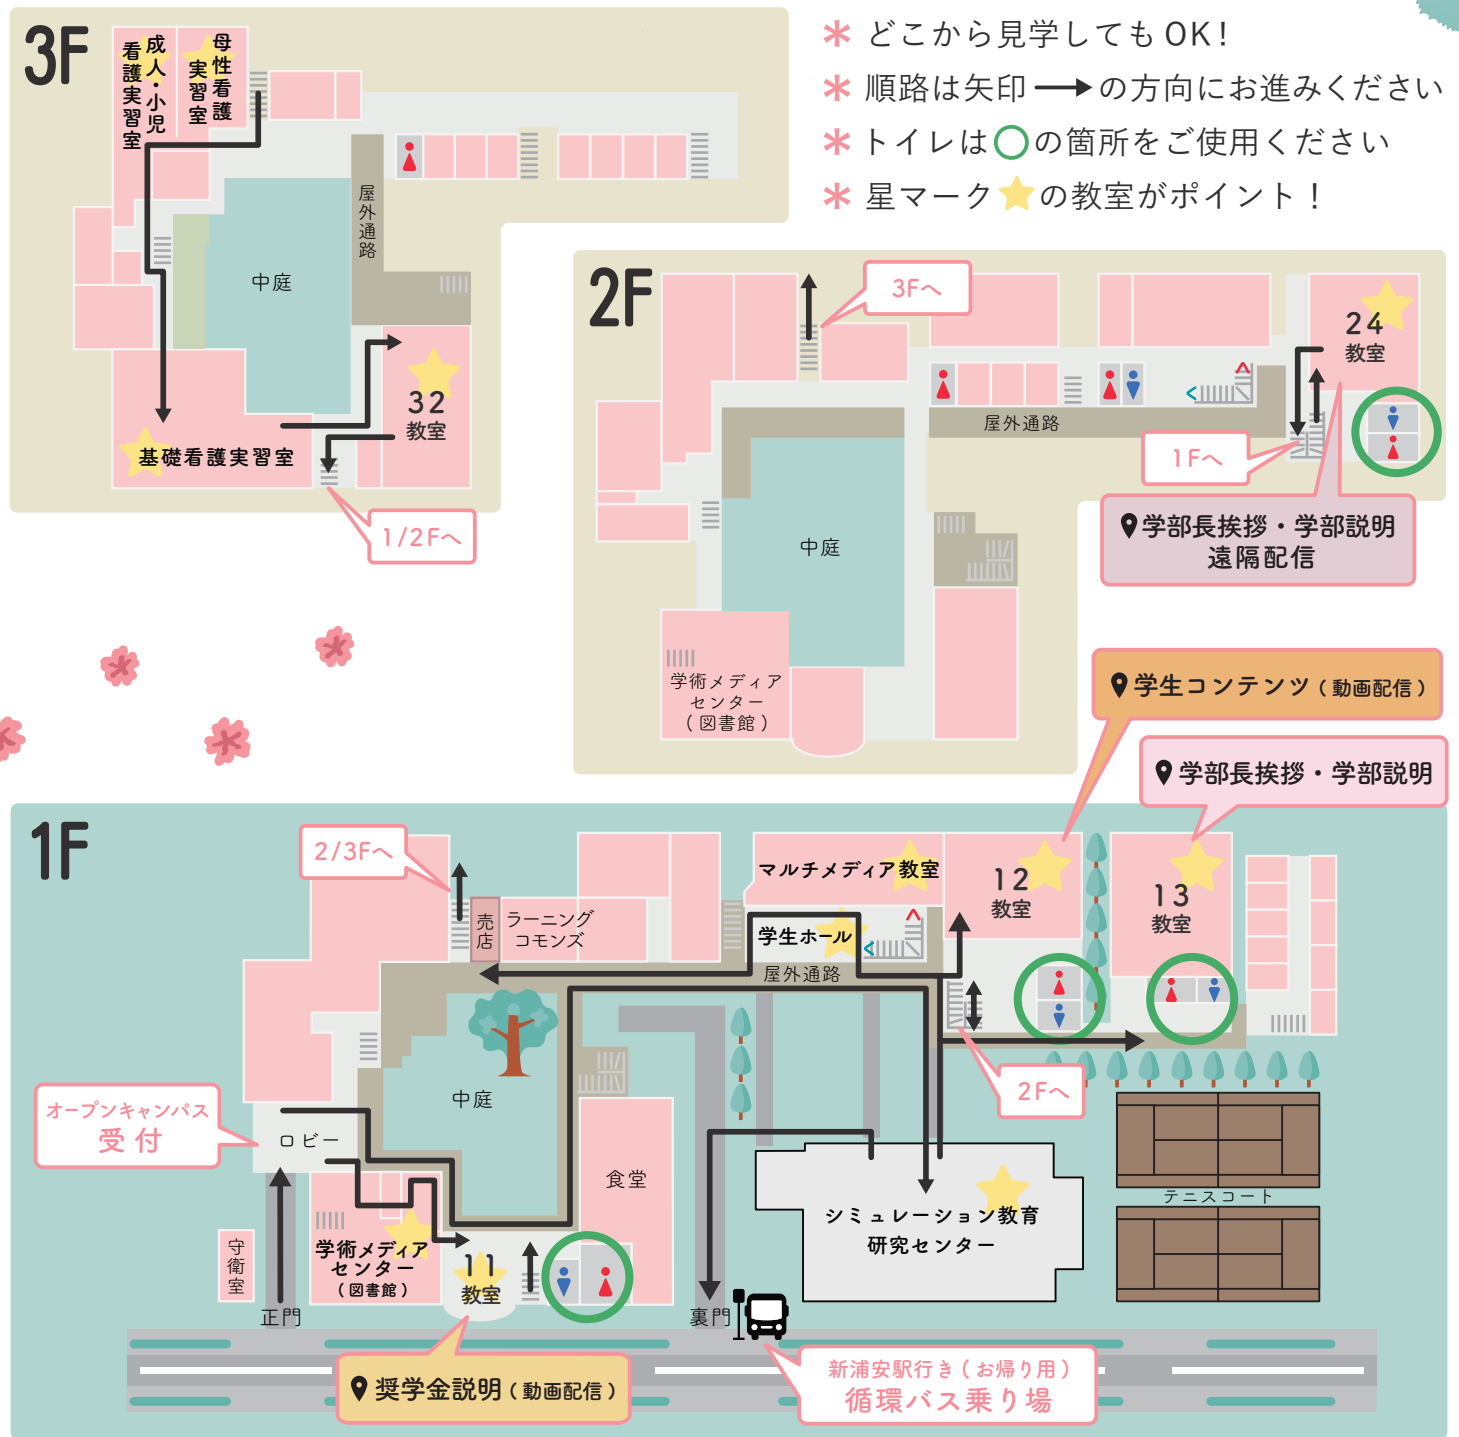 3F
成人・小児
看護実習室
母性看護
実習室
屋外通路
中庭
32
教室
基礎看護実習室
1/2Fへ
どこから見学してもOK!
順路は矢印→の方向にお進みください
トイレは○の箇所をご使用ください
星マーク★の教室がポイント!
2F
3Fへ
24
教室
屋外通路
1Fへ
学部長挨拶・学部説明
遠隔配信
中庭
学術メディア
センター
(図書館)
学生コンテンツ(動画配信)
学部長挨拶・学部説明
1F
2/3Fへ
売店
ラーニング
コモンズ
マルチメディア教室
学生ホール
屋外通路
12
教室
13
教室
2Fへ
オープンキャンパス
受付
ロビー
中庭
食堂
守衛室
正門
学術メディア
センター
(図書館)
11
教室
シミュレーション教育
研究センター
テニスコート
裏門
奨学金説明(動画配信)
新浦安駅行き(お帰り用)
循環バス乗り場